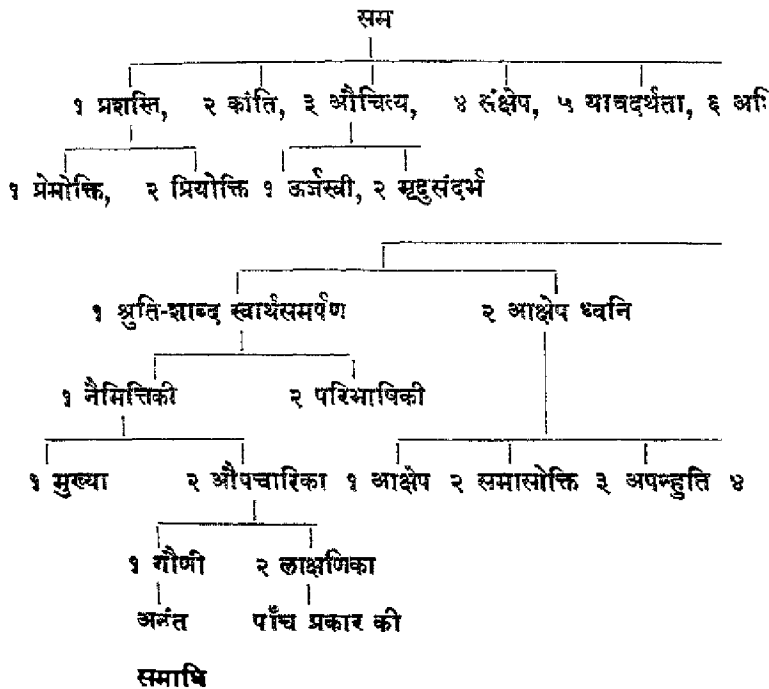 सम
१ प्रशस्ति, २ कांति, ३ औचित्य, ४ संक्षेप, ५ यावदर्थता, ६
१ प्रेमोक्ति, २ प्रियोक्ति १ ऊर्जस्त्री, २ मृदुसंदर्भ
१ श्रुति-शाब्द स्वार्थसमर्पण २ आक्षेप ध्वनि
१ नैमित्तिकी २ परिभाषिकी
१ मुख्या २ औपचारिका १ आक्षेप २ समासोक्ति ३ अपन्हुति ४
१ गौणी २ लाक्षणिका
अनंत पाँच प्रकार की
समाधि